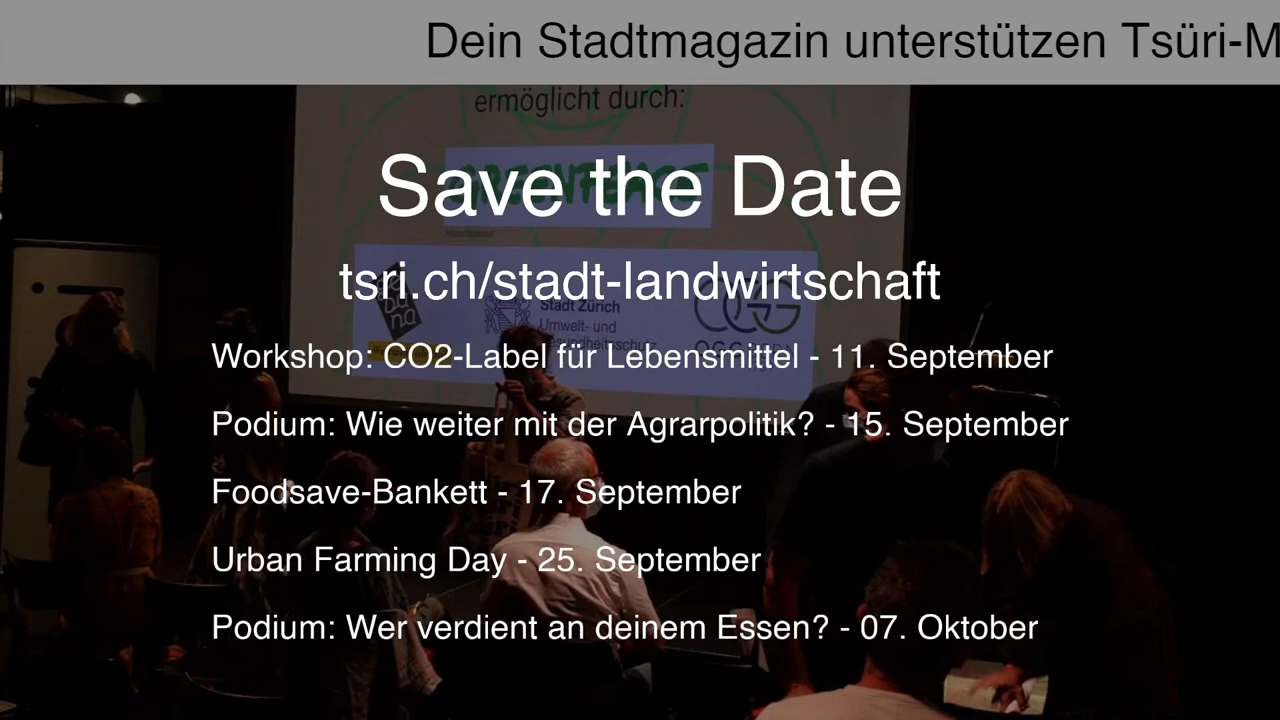 Dein Stadtmagazin unterstützen Tsüri-M
ermöglicht durch:
GREENPEACE
Save the Date
tsri.ch/stadt-landwirtschaft
Stadt Zürich
Umwelt- und
Gesundheitsschutz
Workshop: CO2-Label für Lebensmittel - 11. September
Podium: Wie weiter mit der Agrarpolitik? - 15. September
Foodsave-Bankett - 17. September
Urban Farming Day - 25. September
Podium: Wer verdient an deinem Essen? - 07. Oktober